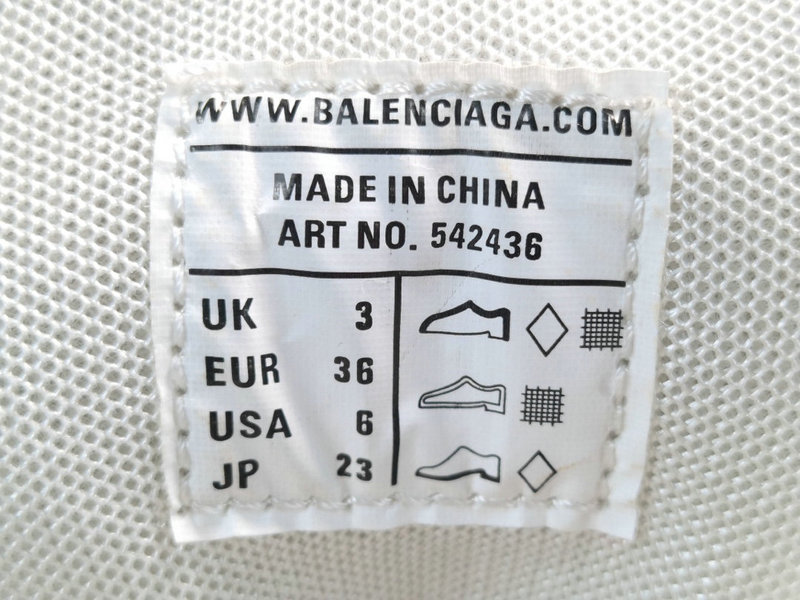 WWW.BALENCIAGA.COM
MADE IN CHINA
ART NO. 542436
UK 3
EUR 36
USA 6
JP 23